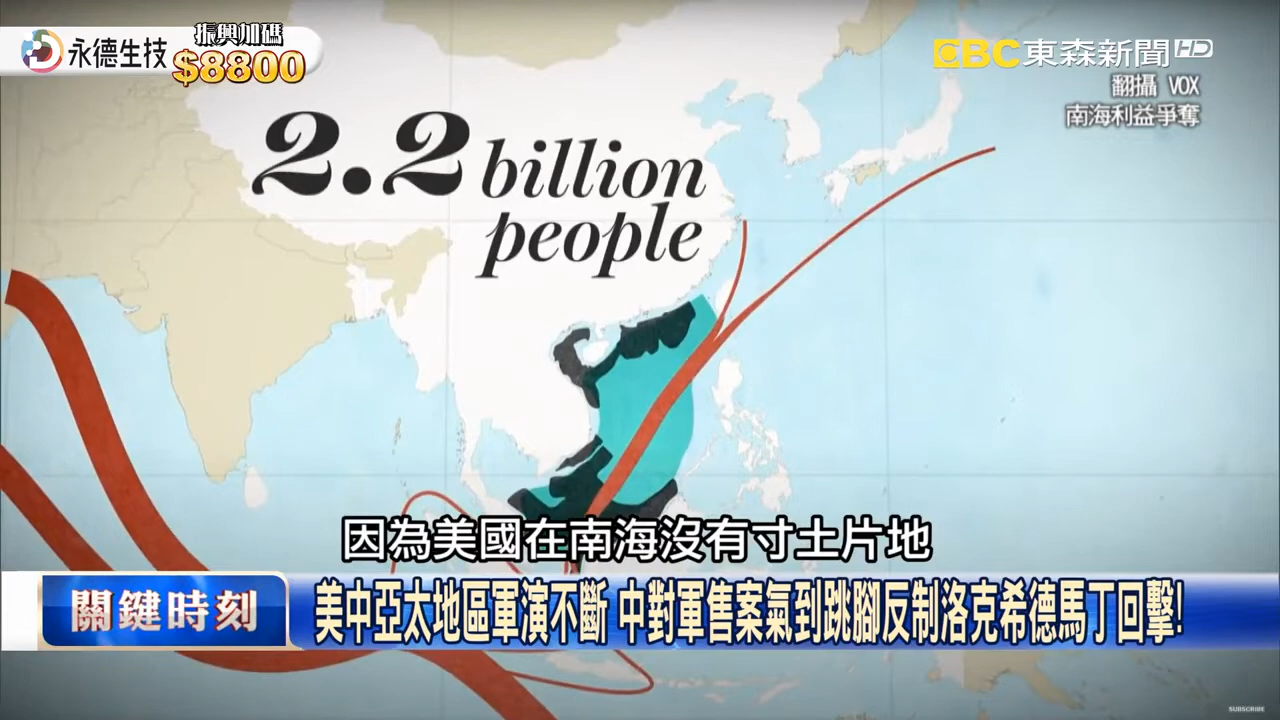 永德生技
振興加碼
$8800
EBC東森新聞HD
翻攝 VOX
南海利益爭奪
2.2 billion
people
因為美國在南海沒有寸土片地
關鍵時刻
美中亞太地區軍演不斷 中對軍售案氣到跳腳反制洛克希德馬丁回擊!
SUBSCRIBE